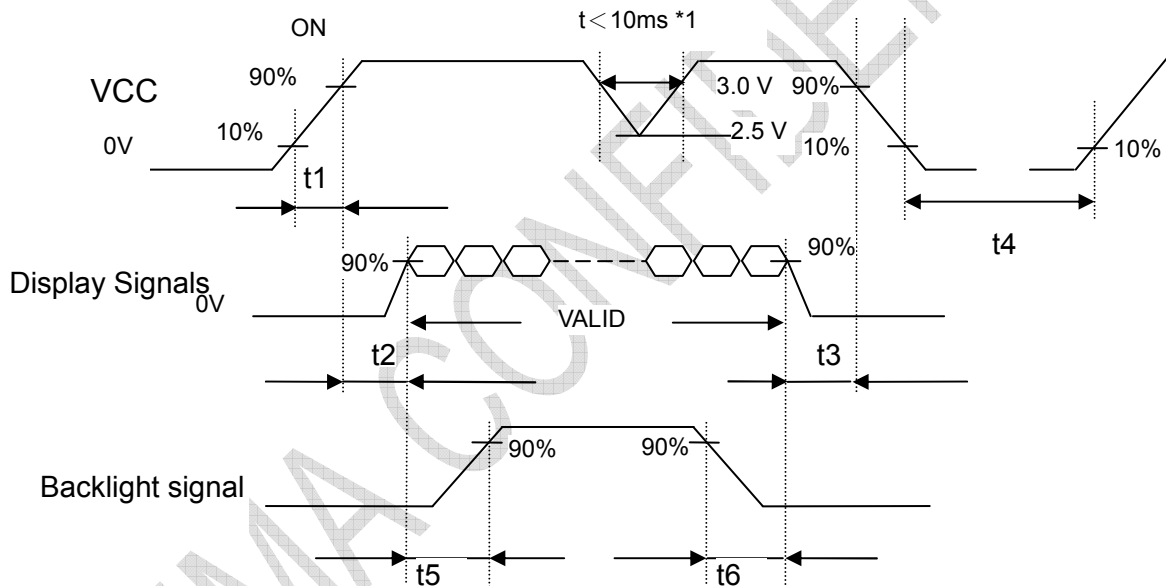 ON
t<10ms *1
VCC
90%
3.0 V
90%
0V
10%
2.5 V
10%
10%
t1
t4
Display Signals
0V
90%
90%
VALID
t2
t3
Backlight signal
90%
90%
t5
t6